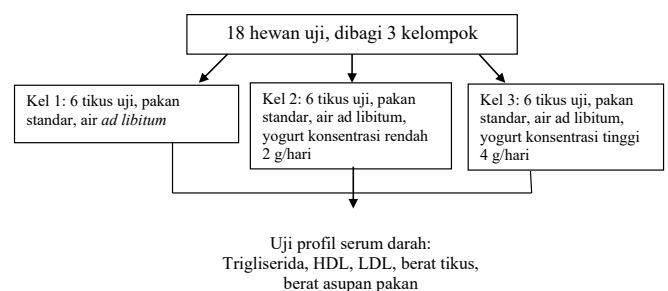 18 hewan uji, dibagi 3 kelompok
Kel 1: 6 tikus uji, pakan
standar, air ad libitum
Kel 2: 6 tikus uji, pakan
standar, air ad libitum,
yogurt konsentrasi rendah
2 g/hari
Kel 3: 6 tikus uji, pakan
standar, air ad libitum,
yogurt konsentrasi tinggi
4 g/hari
Uji profil serum darah:
Trigliserida, HDL, LDL, berat tikus,
berat asupan pakan